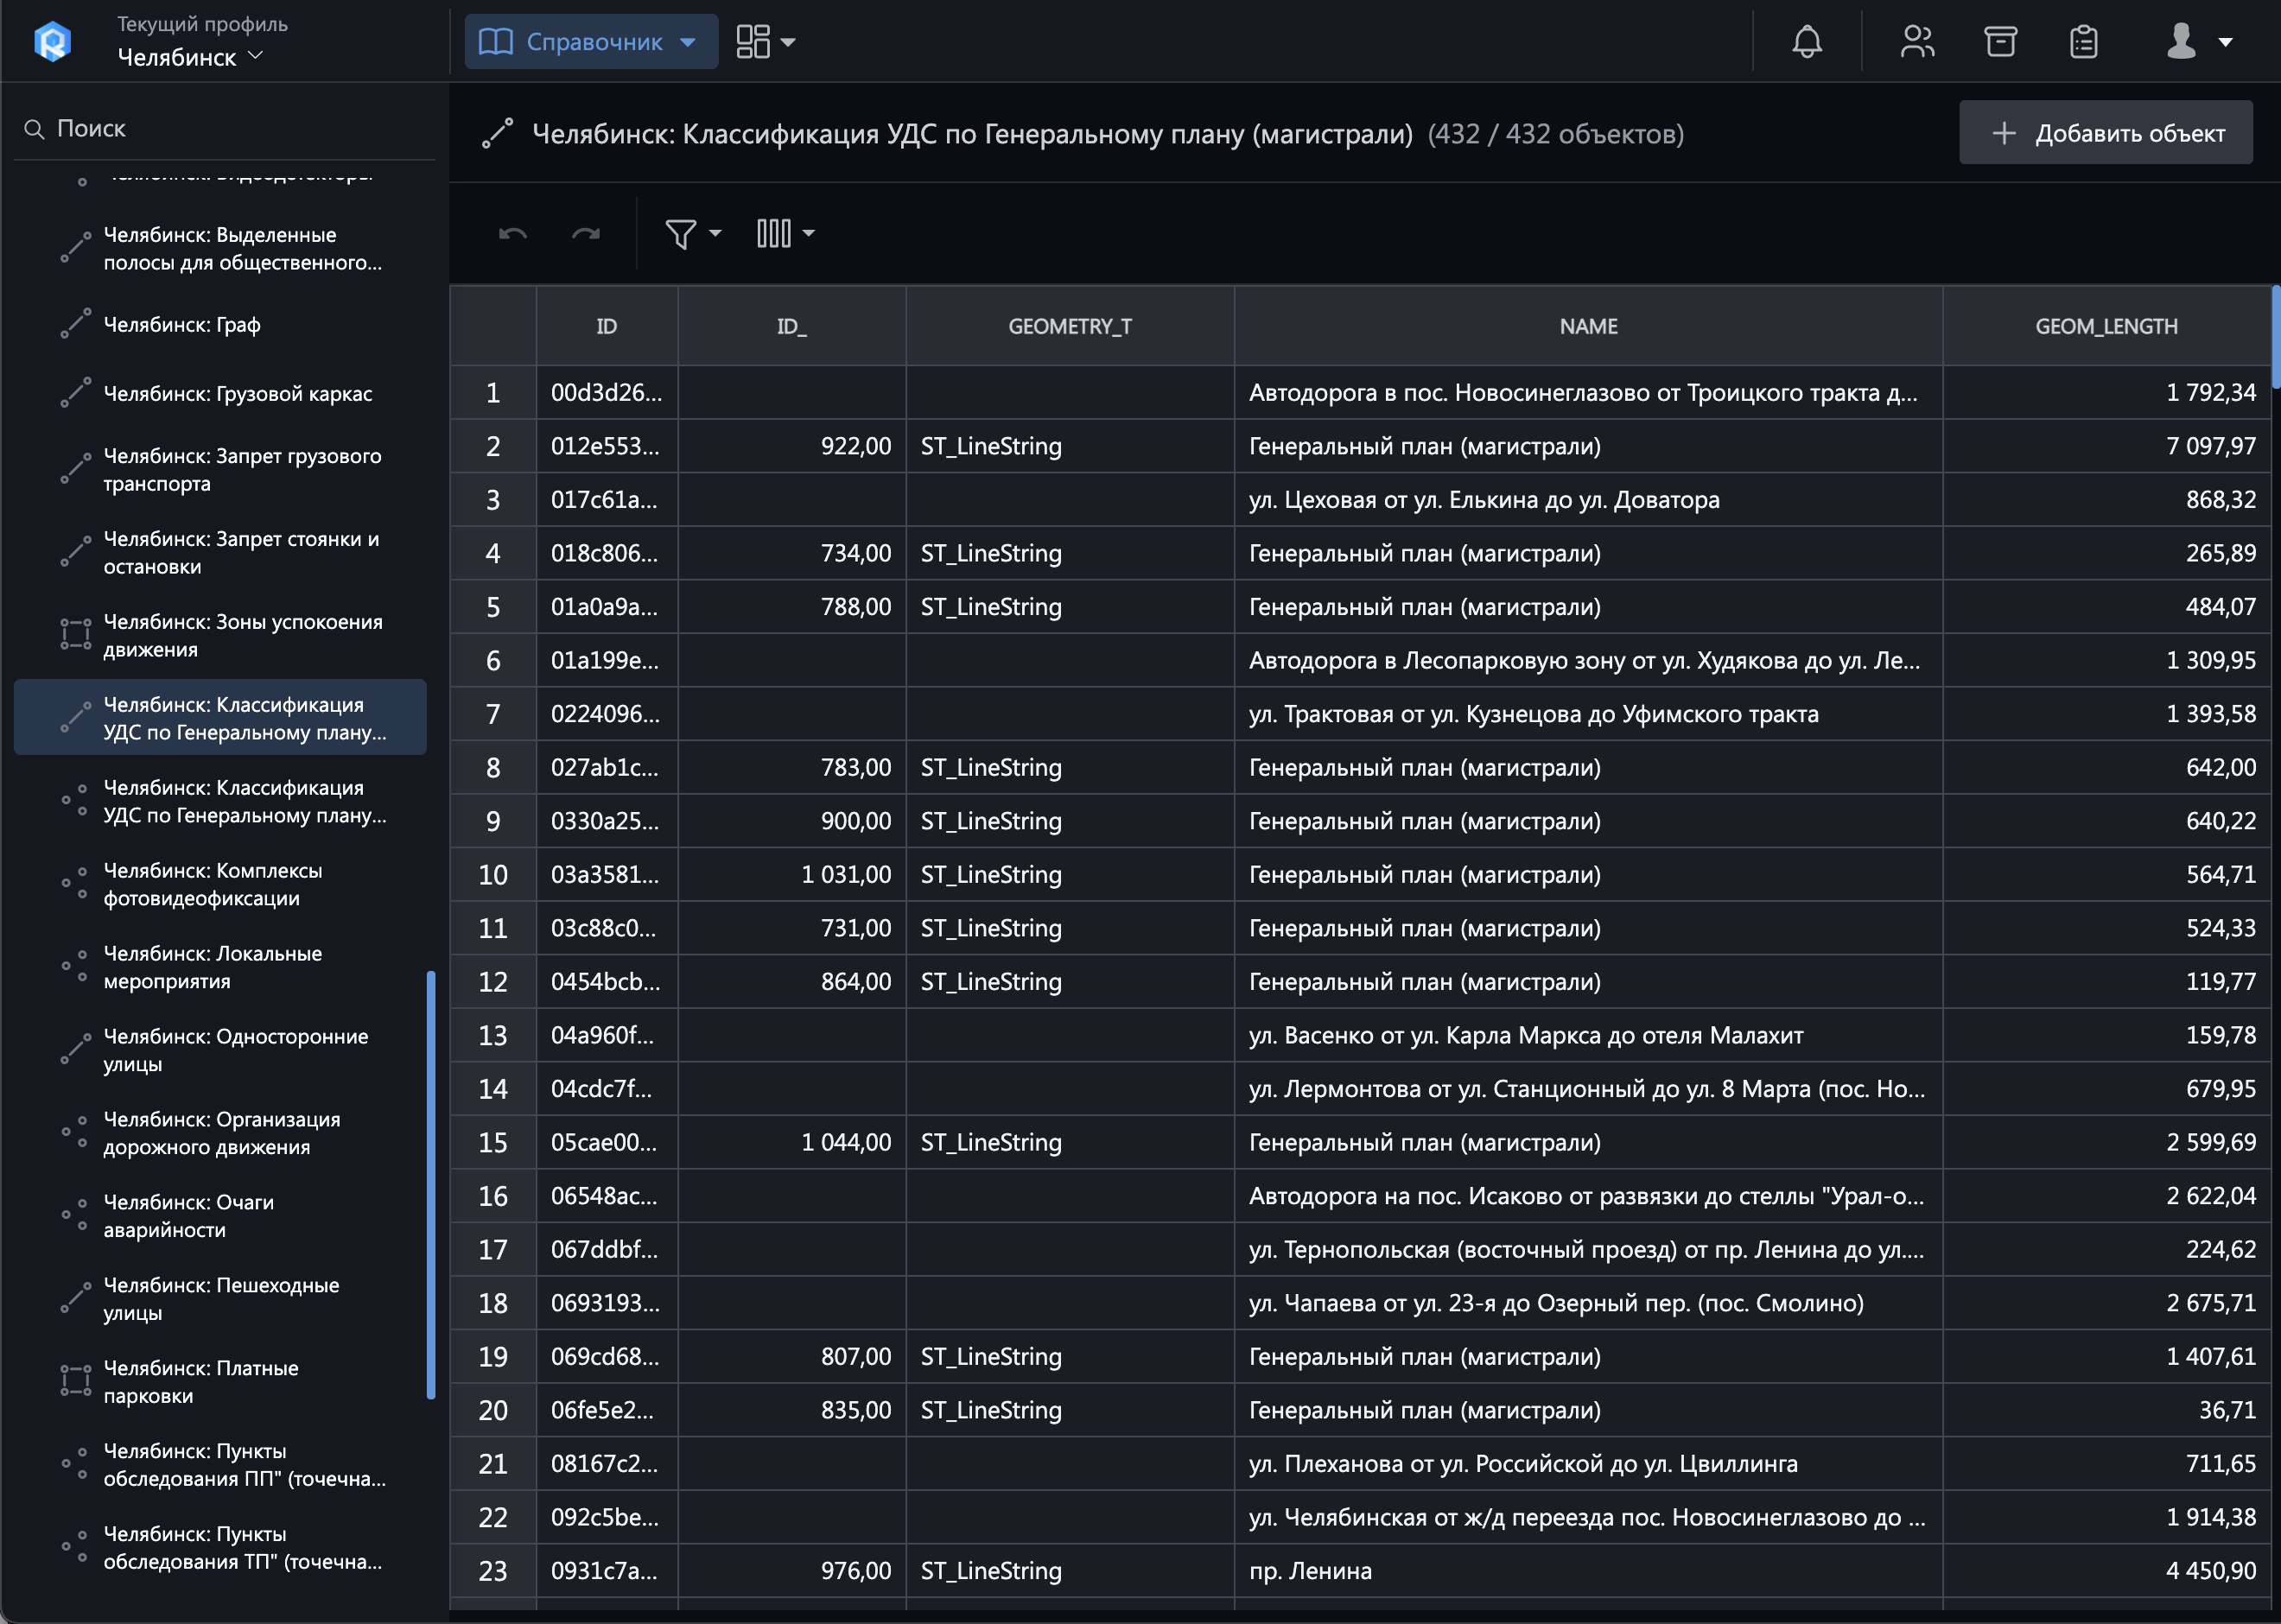 Текущий профиль
Челябинск
Справочник
Поиск
Челябинск: Видеодетекторы
Челябинск: Выделенные
полосы для общественного...
Челябинск: Граф
Челябинск: Грузовой каркас
Челябинск: Запрет грузового
транспорта
Челябинск: Запрет стоянки и
остановки
Челябинск: Зоны успокоения
движения
Челябинск: Классификация
УДС по Генеральному плану...
Челябинск: Классификация
УДС по Генеральному плану...
Челябинск: Комплексы
фотовидеофиксации
Челябинск: Локальные
мероприятия
Челябинск: Односторонние
улицы
Челябинск: Организация
дорожного движения
Челябинск: Очаги
аварийности
Челябинск: Пешеходные
улицы
Челябинск: Платные
парковки
Челябинск: Пункты
обследования ПП" (точечна...
Челябинск: Пункты
обследования ТП" (точечна...
Челябинск: Классификация УДС по Генеральному плану (магистрали) (432 / 432 объектов)
Добавить объект
ID ID_ GEOMETRY_T NAME GEOM_LENGTH
1 00d3d26... Автодорога в пос. Новосинеглазово от Троицкого тракта д... 1 792,34
2 012e553... 922,00 ST_LineString Генеральный план (магистрали) 7 097,97
3 017c61a... ул. Цеховая от ул. Елькина до ул. Доватора 868,32
4 018c806... 734,00 ST_LineString Генеральный план (магистрали) 265,89
5 01a0a9a... 788,00 ST_LineString Генеральный план (магистрали) 484,07
6 01a199e... Автодорога в Лесопарковую зону от ул. Худякова до ул. Ле... 1 309,95
7 0224096... ул. Трактовая от ул. Кузнецова до Уфимского тракта 1 393,58
8 027ab1c... 783,00 ST_LineString Генеральный план (магистрали) 642,00
9 0330a25... 900,00 ST_LineString Генеральный план (магистрали) 640,22
10 03a3581... 1 031,00 ST_LineString Генеральный план (магистрали) 564,71
11 03c88c0... 731,00 ST_LineString Генеральный план (магистрали) 524,33
12 0454bcb... 864,00 ST_LineString Генеральный план (магистрали) 119,77
13 04a960f... ул. Васенко от ул. Карла Маркса до отеля Малахит 159,78
14 04cdc7f... ул. Лермонтова от ул. Станционный до ул. 8 Марта (пос. Но... 679,95
15 05cae00... 1 044,00 ST_LineString Генеральный план (магистрали) 2 599,69
16 06548ac... Автодорога на пос. Исаково от развязки до стеллы "Урал-о... 2 622,04
17 067ddbf... ул. Тернопольская (восточный проезд) от пр. Ленина до ул.... 224,62
18 0693193... ул. Чапаева от ул. 23-я до Озерный пер. (пос. Смолино) 2 675,71
19 069cd68... 807,00 ST_LineString Генеральный план (магистрали) 1 407,61
20 06fe5e2... 835,00 ST_LineString Генеральный план (магистрали) 36,71
21 08167c2... ул. Плеханова от ул. Российской до ул. Цвиллинга 711,65
22 092c5be... ул. Челябинская от ж/д переезда пос. Новосинеглазово до ... 1 914,38
23 0931c7a... 976,00 ST_LineString пр. Ленина 4 450,90